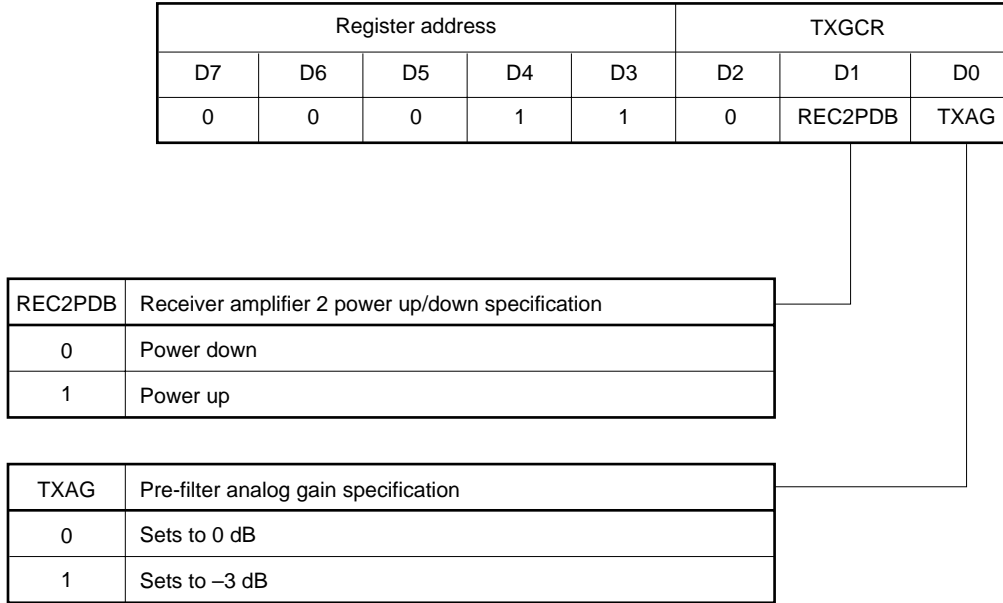 Register address TXGCR
D7 D6 D5 D4 D3 D2 D1 D0
0 0 0 1 1 0 REC2PDB TXAG
REC2PDB Receiver amplifier 2 power up/down specification
0 Power down
1 Power up
TXAG Pre-filter analog gain specification
0 Sets to 0 dB
1 Sets to –3 dB